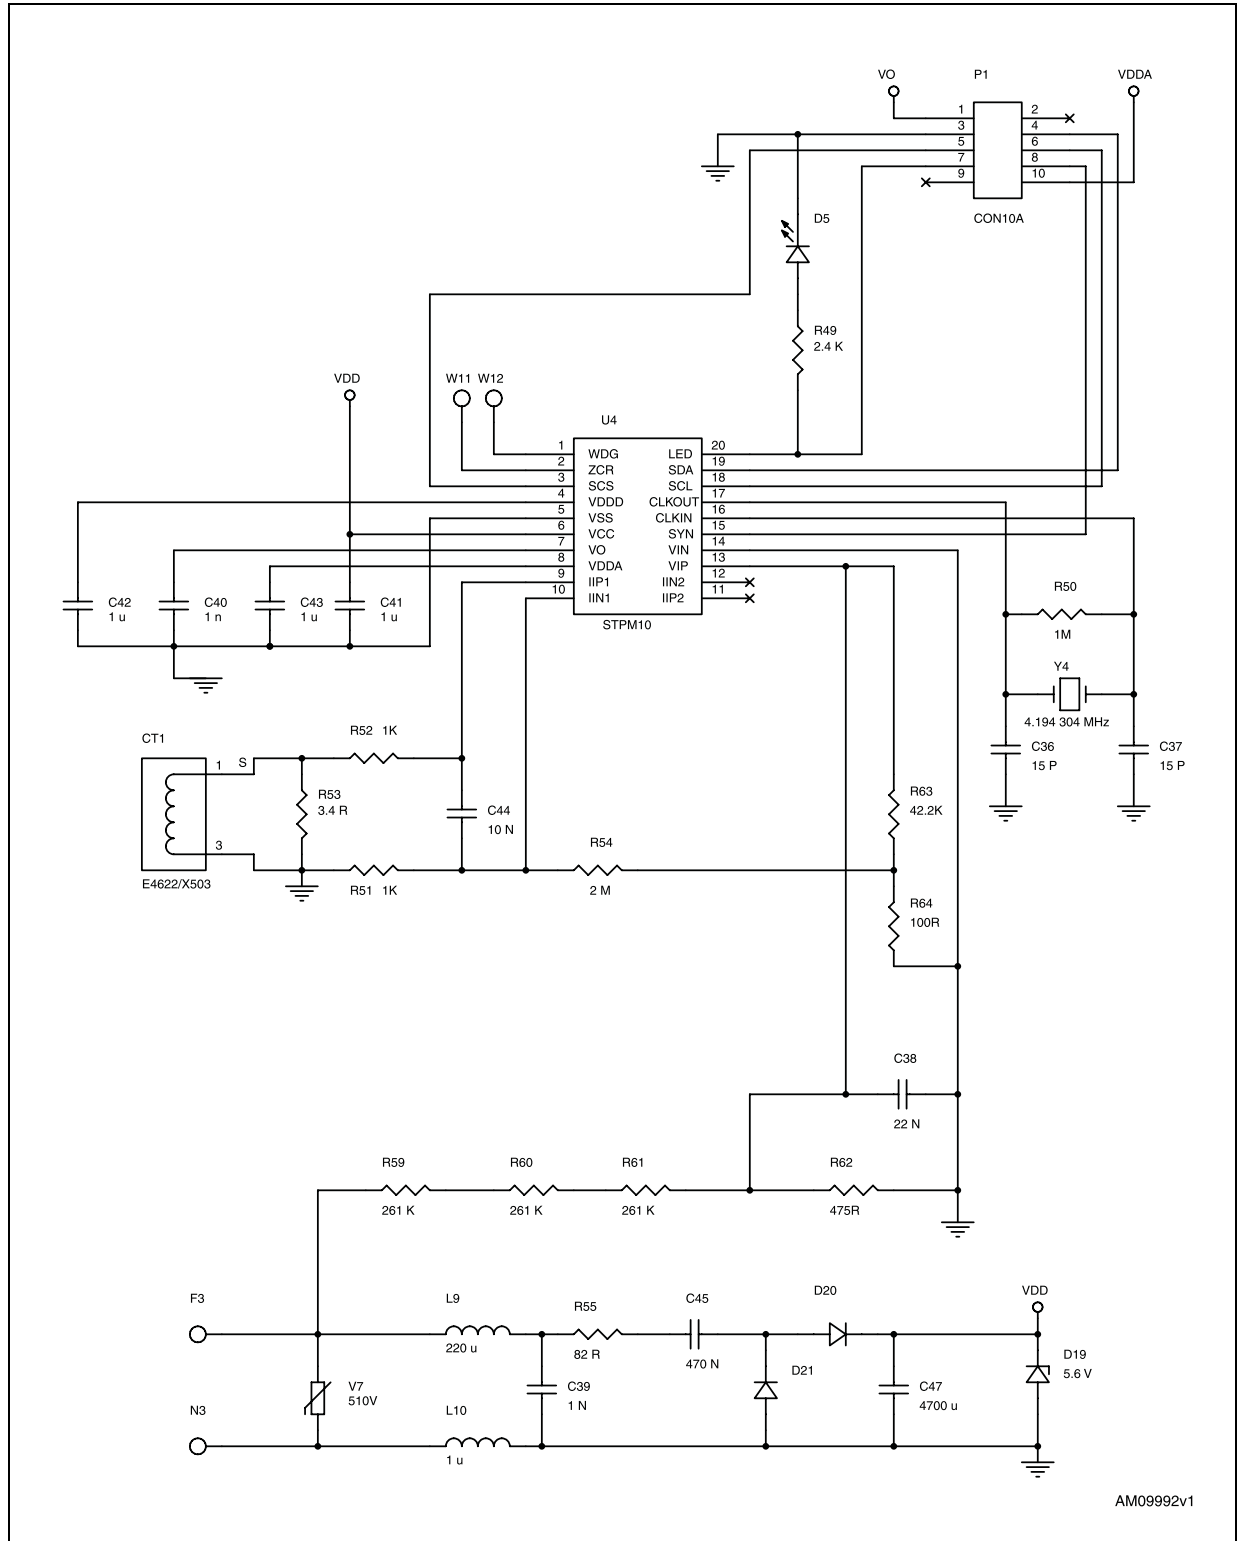 VO P1 VDDA
1 2
3 4
5 6
7 8
9 10
CON10A
D5
R49
2.4 K
VDD
W11 W12
U4
1 WDG LED 20
2 ZCR SDA 19
3 SCS SCL 18
4 VDDD CLKOUT 17
5 VSS CLKIN 16
6 VCC SYN 15
7 VO VIN 14
8 VDDA VIP 13
9 IIP1 IIN2 12
10 IIN1 IIP2 11
STPM10
C42
1 u
C40
1 n
C43
1 u
C41
1 u
R50
1M
Y4
4.194 304 MHz
C36
15 P
C37
15 P
CT1
1 S
3
E4622/X503
R52 1K
R53
3.4 R
R51 1K
C44
10 N
R54
2 M
R63
42.2K
R64
100R
C38
22 N
R59
261 K
R60
261 K
R61
261 K
R62
475R
F3
N3
V7
510V
L9
220 u
L10
1 u
R55
82 R
C39
1 N
C45
470 N
D20
D21
C47
4700 u
VDD
D19
5.6 V
AM09992v1